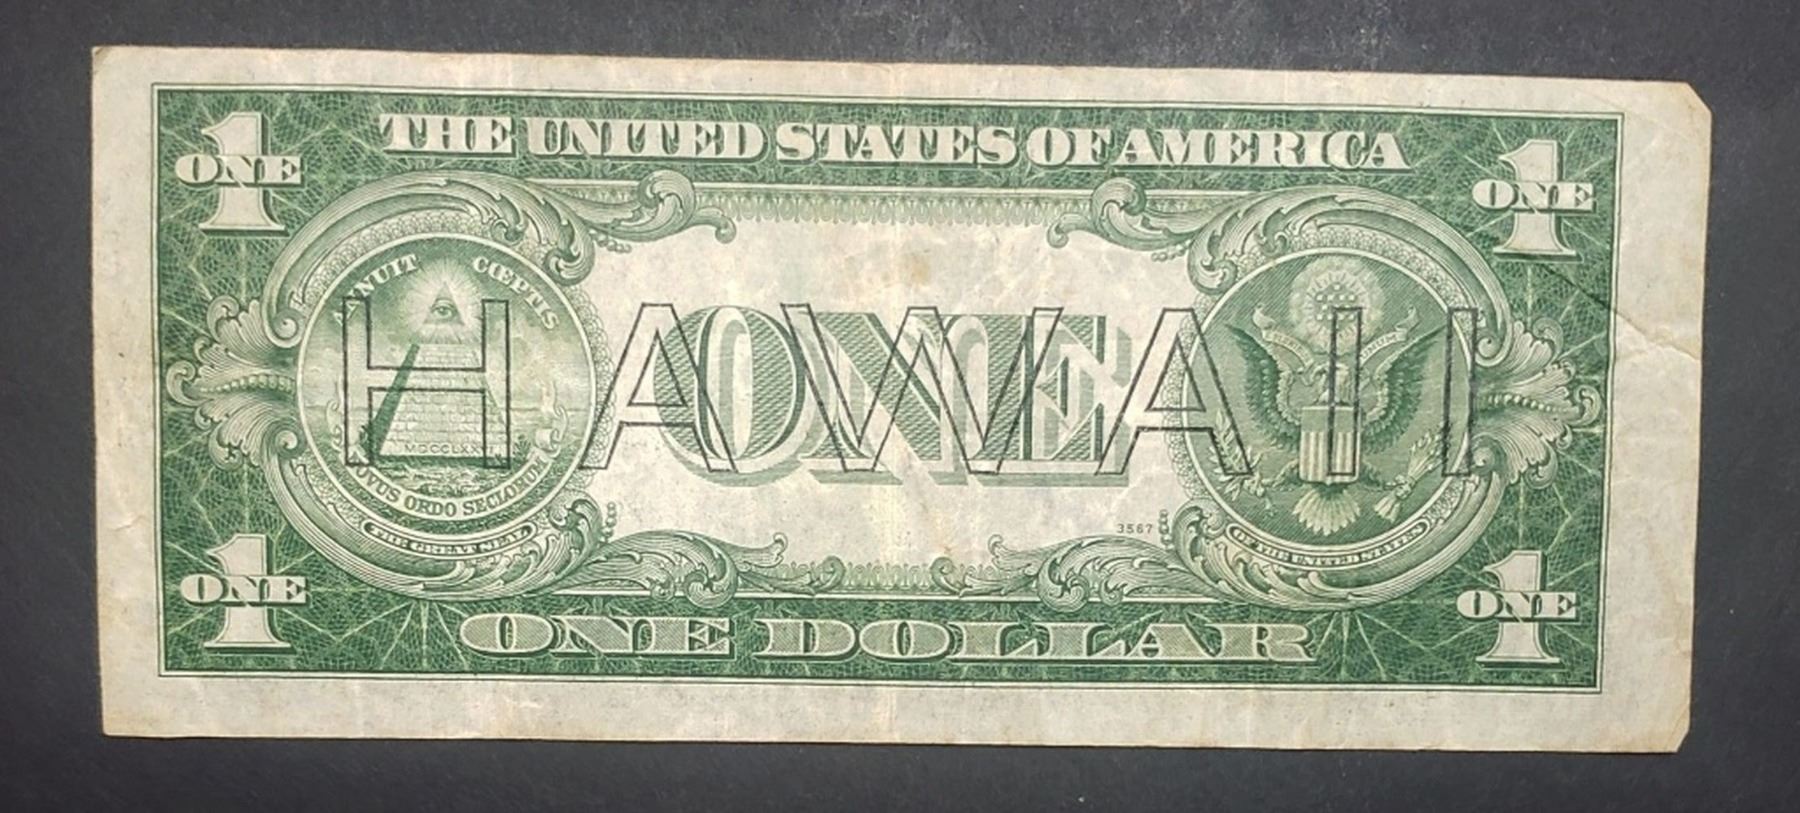 1 THE UNITED STATES OF AMERICA 1
ONE ONE
ANNUIT CŒPTIS
HAWAII
ONE
MDCCLXXVI
NOVUS ORDO SECLORUM
THE GREAT SEAL
3567
OF THE UNITED STATES
1 ONE DOLLAR 1
ONE ONE